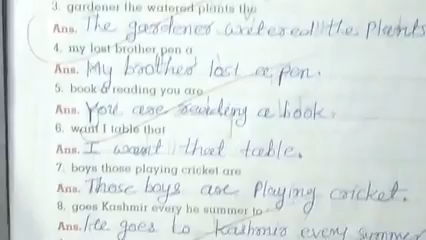 3. gardener the watered plants the
Ans. The gardener watered the plants
4. my lost brother pen a
Ans. My brother lost a pen.
5. book a reading you are
Ans. You are reading a book.
6. want I table that
Ans. I want that table.
7. boys those playing cricket are
Ans. Those boys are Playing cricket.
8. goes Kashmir every he summer to
Ans. He goes to Kashmir every summer